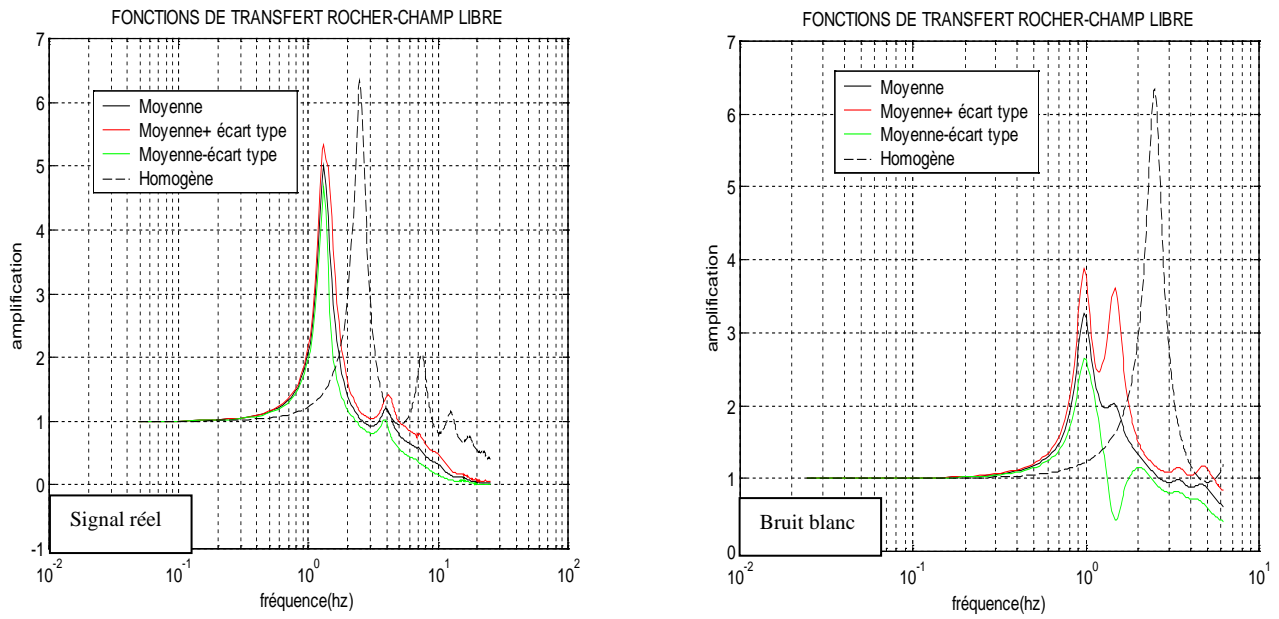 FONCTIONS DE TRANSFERT ROCHER-CHAMP LIBRE
7
6
5
4
3
2
1
0
-1
amplification
Moyenne
Moyenne+ écart type
Moyenne-écart type
Homogène
Signal réel
10^-2
10^-1
10^0
10^1
10^2
fréquence(hz)
FONCTIONS DE TRANSFERT ROCHER-CHAMP LIBRE
7
6
5
4
3
2
1
0
amplification
Moyenne
Moyenne+ écart type
Moyenne-écart type
Homogène
Bruit blanc
10^-2
10^-1
10^0
10^1
fréquence(hz)